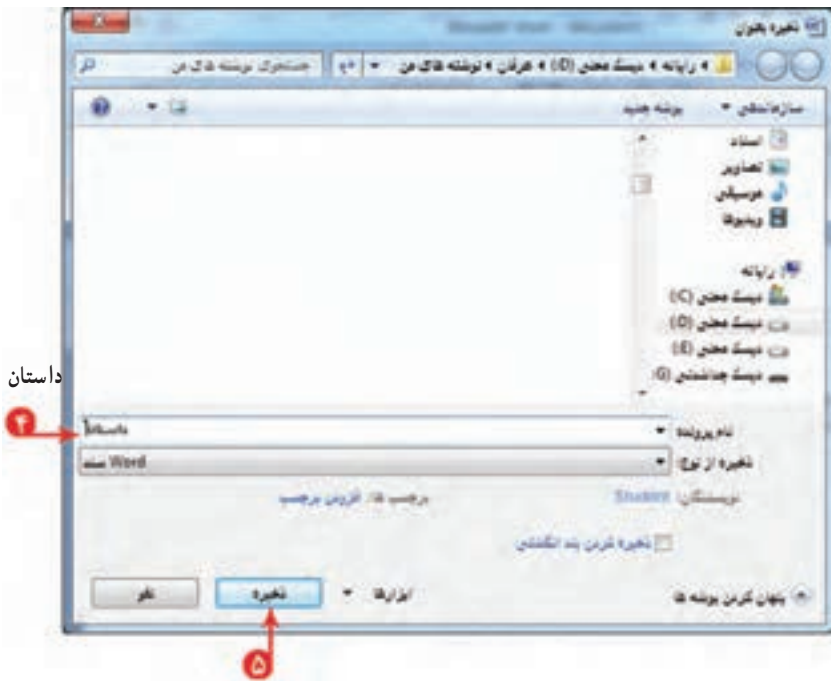 ذخیره بعنوان
رایانه ◂ دیسک محلی (D:) ◂ عرفان ◂ نوشته های من
جستجوی نوشته های من
سازماندهی
پوشه جدید
اسناد
تصاویر
موسیقی
ویدیوها
رایانه
دیسک محلی (C:)
دیسک محلی (D:)
دیسک محلی (E:)
دیسک جداشدنی (G:)
داستان
۴
نام پرونده:
داستان
ذخیره از نوع:
سند Word
نویسندگان: Student
برچسب ها: افزودن برچسب
ذخیره کردن بند انگشتی
پنهان کردن پوشه ها
ابزارها
ذخیره
لغو
۵